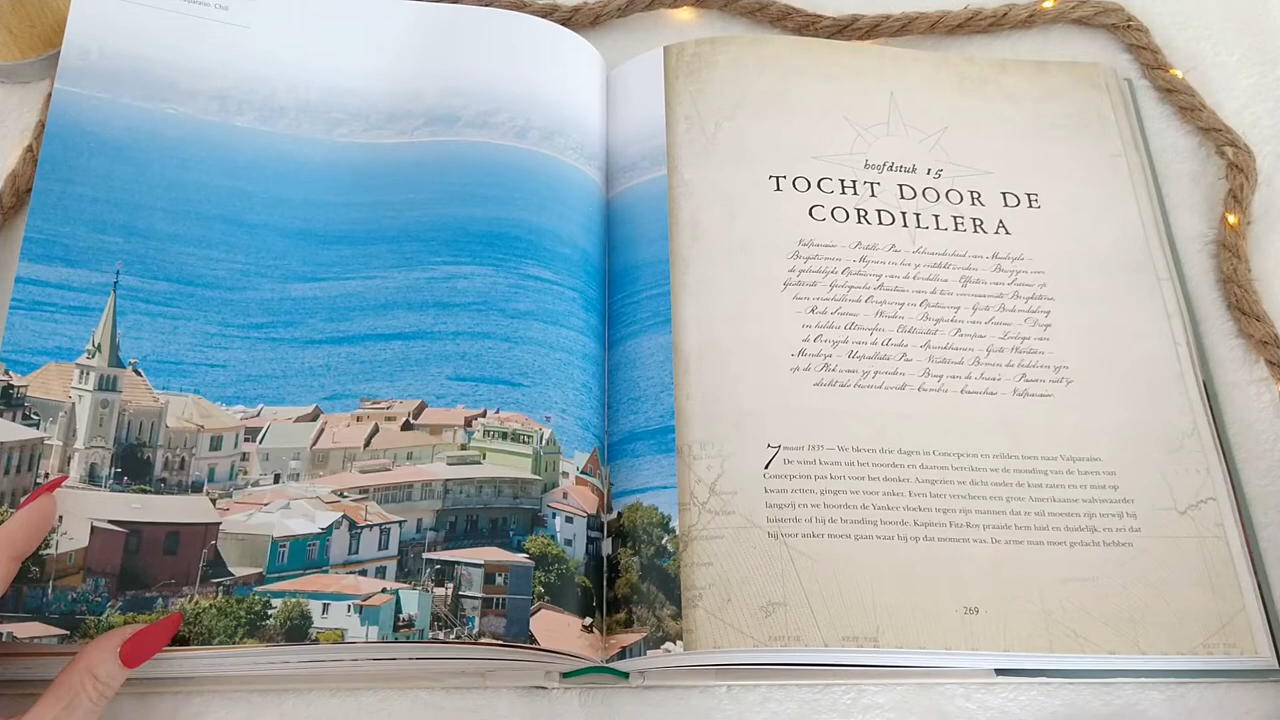 Valparaiso, Chili
hoofdstuk 15
TOCHT DOOR DE
CORDILLERA
Valparaiso – Portillo-Pas – Schranderheid van Muilezels –
Bergstromen – Mijnen en hoe ze ontdekt worden – Bewijzen voor
de geleidelijke Opstuwing van de Cordillera – Effecten van Sneeuw op
Gesteente – Geologische Structuur van de twee voornaamste Bergketens,
hun verschillende Oorsprong en Opstuwing – Grote Bodemdaling
– Rode Sneeuw – Winden – Bergpieken van Sneeuw – Droge
en heldere Atmosfeer – Elektriciteit – Pampas – Zoölogie van
de Overzijde van de Andes – Sprinkhanen – Grote Wantsen –
Mendoza – Uspallata-Pas – Versteende Bomen die bedolven zijn
op de Plek waar zij groeiden – Brug van de Inca's – Passen niet zo
slecht als beweerd wordt – Cumbre – Casuchas – Valparaiso.
7 maart 1835 — We bleven drie dagen in Concepcion en zeilden toen naar Valparaiso.
De wind kwam uit het noorden en daarom bereikten we de monding van de haven van
Concepcion pas kort voor het donker. Aangezien we dicht onder de kust zaten en er mist op
kwam zetten, gingen we voor anker. Even later verscheen een grote Amerikaanse walvisvaarder
langszij en we hoorden de Yankee vloeken tegen zijn mannen dat ze stil moesten zijn terwijl hij
luisterde of hij de branding hoorde. Kapitein Fitz-Roy praaide hem luid en duidelijk, en zei dat
hij voor anker moest gaan waar hij op dat moment was. De arme man moet gedacht hebben
· 269 ·